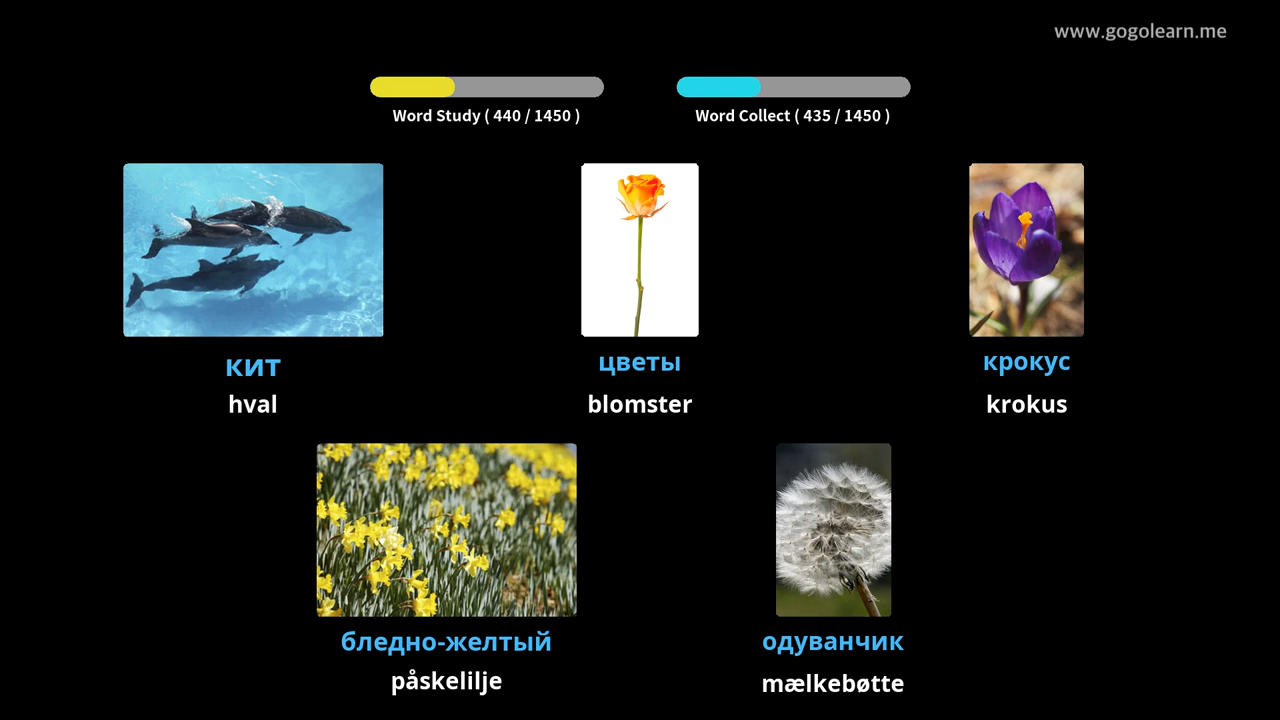 www.gogolearn.me
Word Study ( 440 / 1450 )
Word Collect ( 435 / 1450 )
кит
hval
цветы
blomster
крокус
krokus
бледно-желтый
påskelilje
одуванчик
mælkebøtte